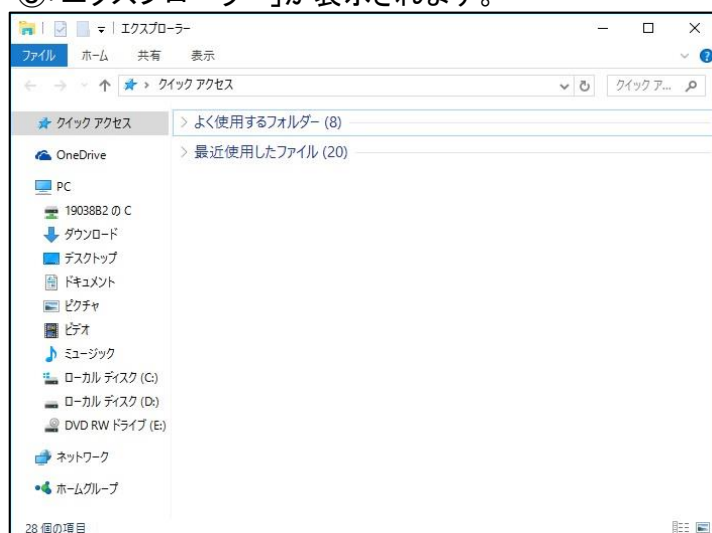 「エクスプローラー」が表示されます。
エクスプローラー
ファイル ホーム 共有 表示
クイック アクセス クイック ア...
クイック アクセス
よく使用するフォルダー (8)
最近使用したファイル (20)
OneDrive
PC
19038B2 の C
ダウンロード
デスクトップ
ドキュメント
ピクチャ
ビデオ
ミュージック
ローカル ディスク (C:)
ローカル ディスク (D:)
DVD RW ドライブ (E:)
ネットワーク
ホームグループ
28 個の項目